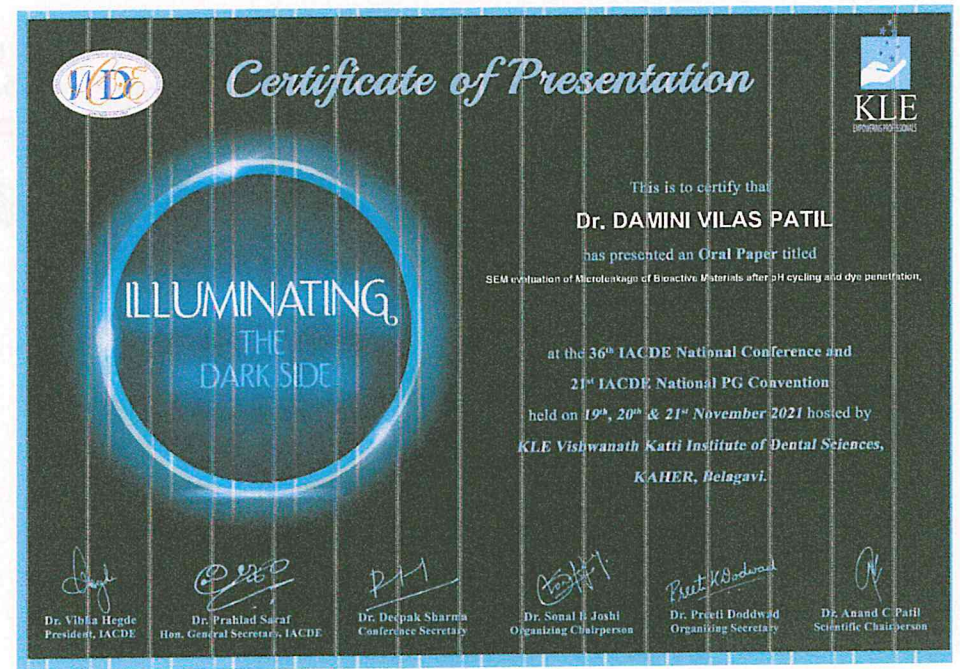 Certificate of Presentation
KLE
EMPOWERING PROFESSIONALS
ILLUMINATING
THE
DARK SIDE
This is to certify that
Dr. DAMINI VILAS PATIL
has presented an Oral Paper titled
SEM evaluation of Microleakage of Bioactive Materials after pH cycling and dye penetration,
at the 36th IACDE National Conference and
21st IACDE National PG Convention
held on 19th, 20th & 21st November 2021 hosted by
KLE Vishwanath Katti Institute of Dental Sciences,
KAHER, Belagavi.
Preeti K Dodwad
Dr. Vibha Hegde
President, IACDE
Dr. Prahlad Saraf
Hon. General Secretary, IACDE
Dr. Deepak Sharma
Conference Secretary
Dr. Sonal B Joshi
Organizing Chairperson
Dr. Preeti Doddwad
Organizing Secretary
Dr. Anand C Patil
Scientific Chairperson